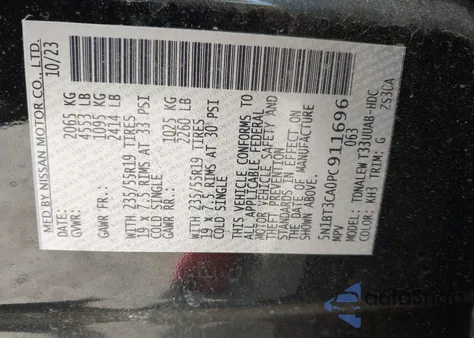 MFD BY NISSAN MOTOR CO., LTD.
10/23
GVWR: 2065 KG
4553 LB
GAWR FR.: 1095 KG
2414 LB
WITH 235/55R19 TIRES
19 x 7.5J RIMS AT 33 PSI
COLD SINGLE
GAWR RR.: 1025 KG
2260 LB
WITH 235/55R19 TIRES
19 x 7.5J RIMS AT 30 PSI
COLD SINGLE
THIS VEHICLE CONFORMS TO
ALL APPLICABLE FEDERAL
MOTOR VEHICLE SAFETY AND
THEFT PREVENTION
STANDARDS IN EFFECT ON
THE DATE OF MANUFACTURE
SHOWN ABOVE.
5N1BT3CA0PC911696
MPV 063
MODEL: TDNALEW T33UUAB-HDC
COLOR: KH3 TRIM: G
ZS3CA